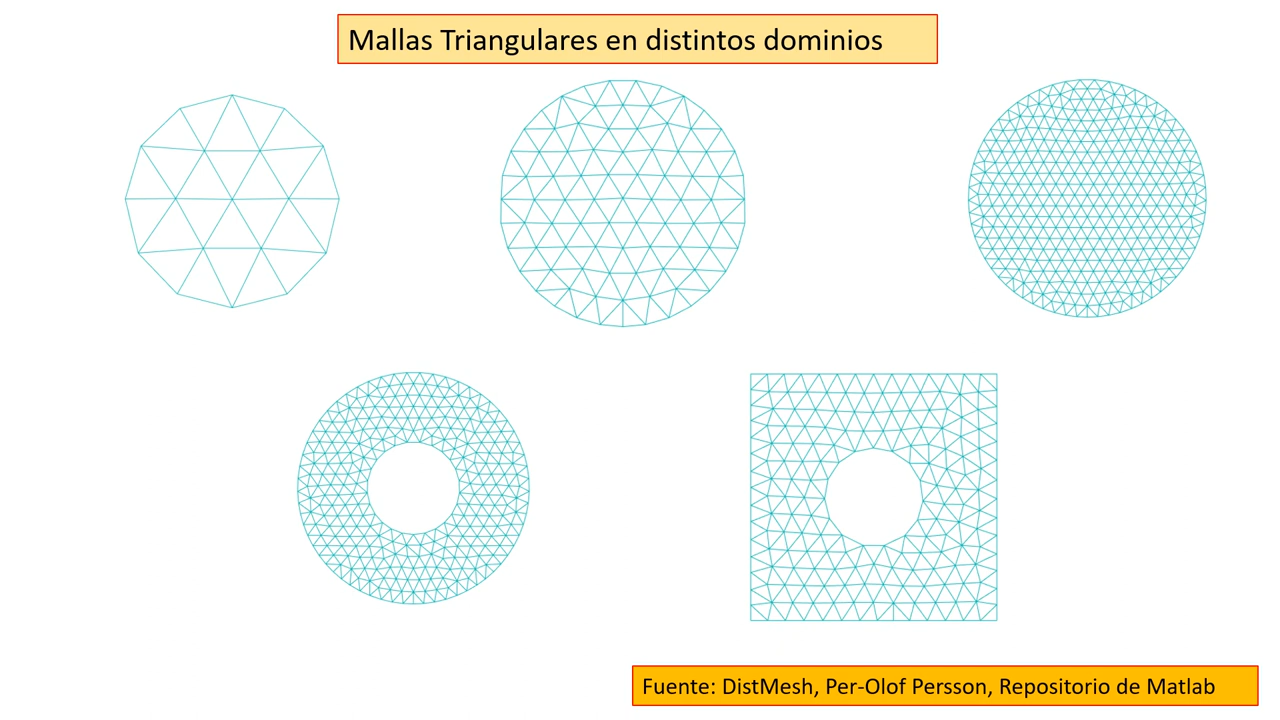 Mallas Triangulares en distintos dominios
Fuente: DistMesh, Per-Olof Persson, Repositorio de Matlab